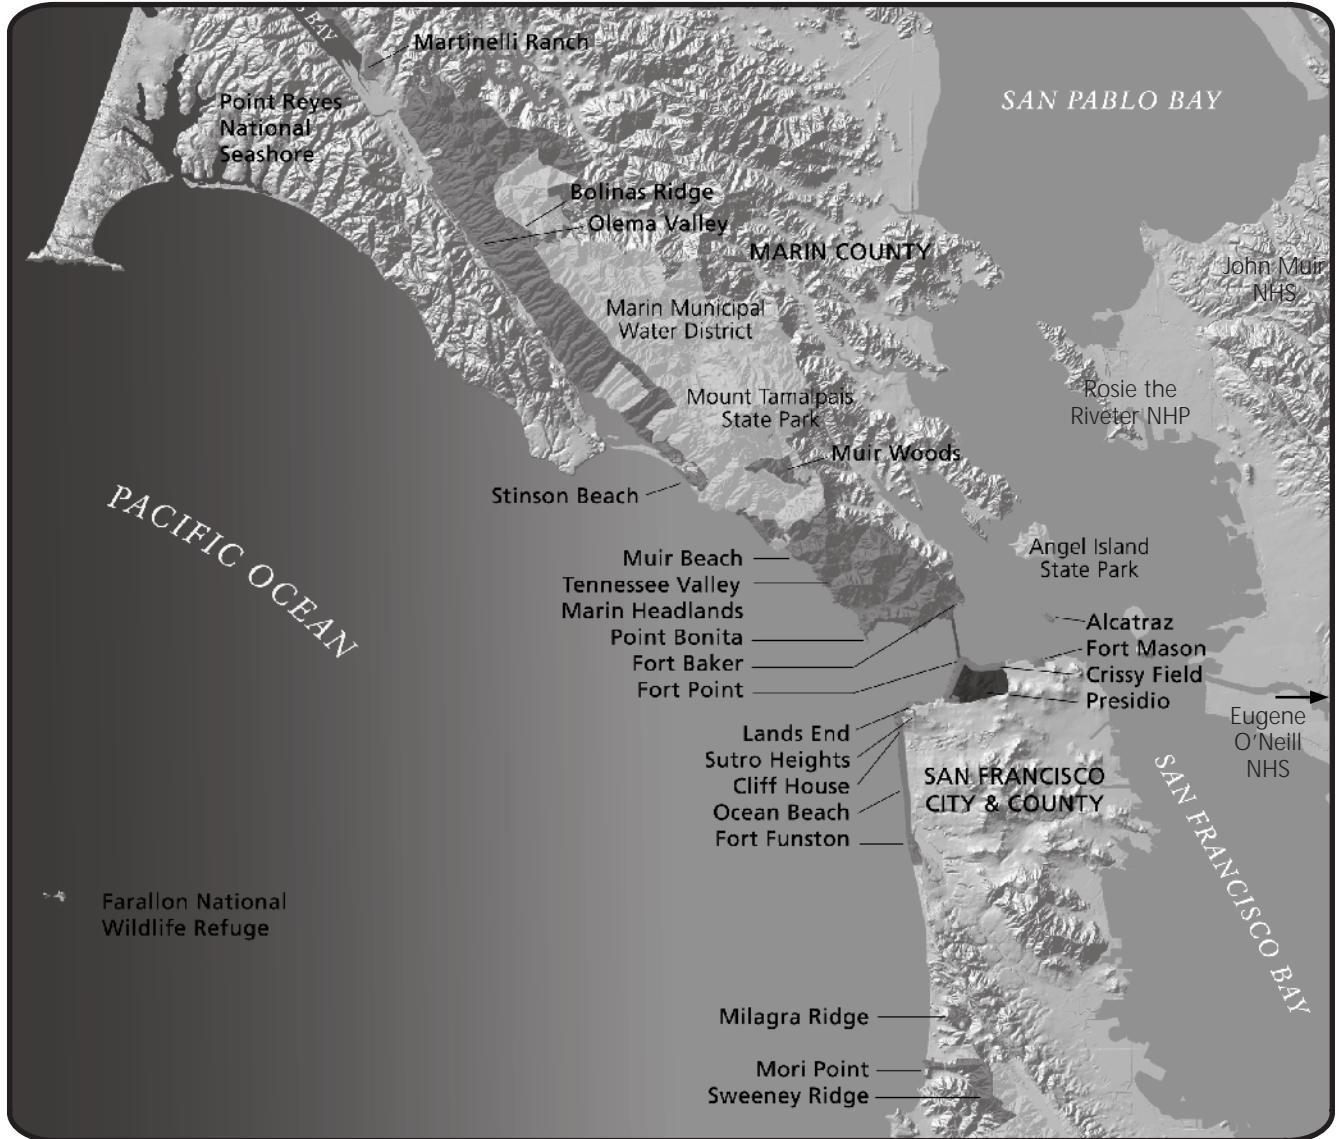 S BAY
Martinelli Ranch
Point Reyes
National
Seashore
SAN PABLO BAY
Bolinas Ridge
Olema Valley
MARIN COUNTY
John Muir
NHS
Marin Municipal
Water District
Mount Tamalpais
State Park
Rosie the
Riveter NHP
Muir Woods
Stinson Beach
PACIFIC OCEAN
Angel Island
State Park
Muir Beach
Tennessee Valley
Marin Headlands
Point Bonita
Fort Baker
Fort Point
Alcatraz
Fort Mason
Crissy Field
Presidio
Eugene
O'Neill
NHS
Lands End
Sutro Heights
Cliff House
Ocean Beach
Fort Funston
SAN FRANCISCO
CITY & COUNTY
SAN FRANCISCO BAY
Farallon National
Wildlife Refuge
Milagra Ridge
Mori Point
Sweeney Ridge